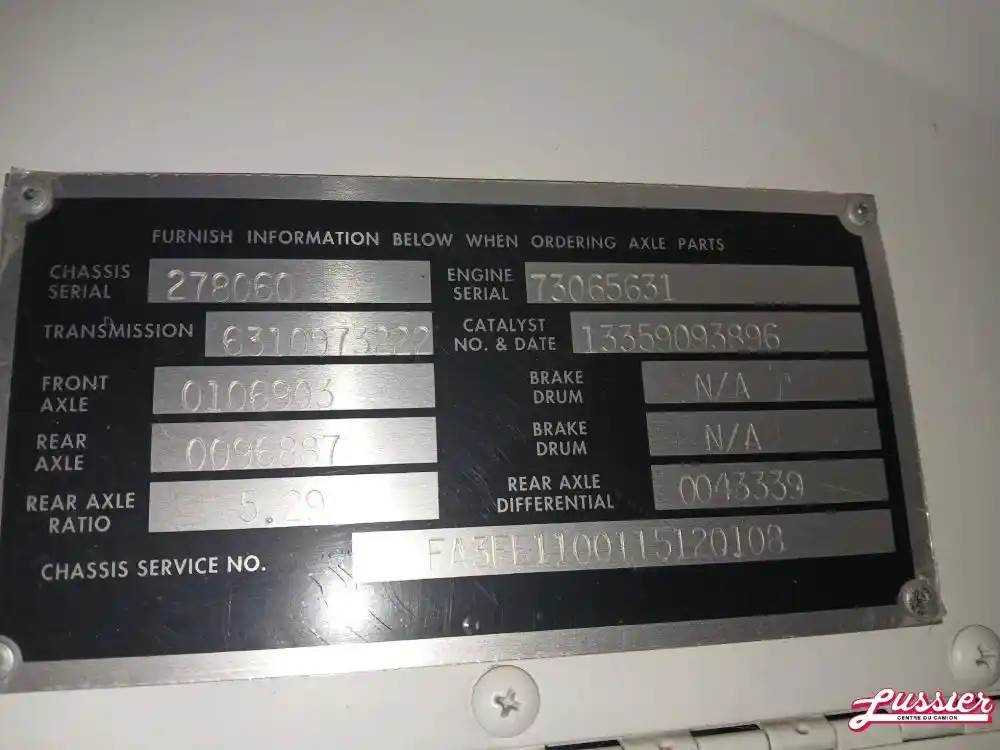 FURNISH INFORMATION BELOW WHEN ORDERING AXLE PARTS
CHASSIS SERIAL 278060
ENGINE SERIAL 73065631
TRANSMISSION 6310973222
CATALYST NO. & DATE 13359093896
FRONT AXLE 0106903
BRAKE DRUM N/A
REAR AXLE 0096887
BRAKE DRUM N/A
REAR AXLE RATIO 5.29
REAR AXLE DIFFERENTIAL 0043339
CHASSIS SERVICE NO.
Lussier
CENTRE DU CAMION